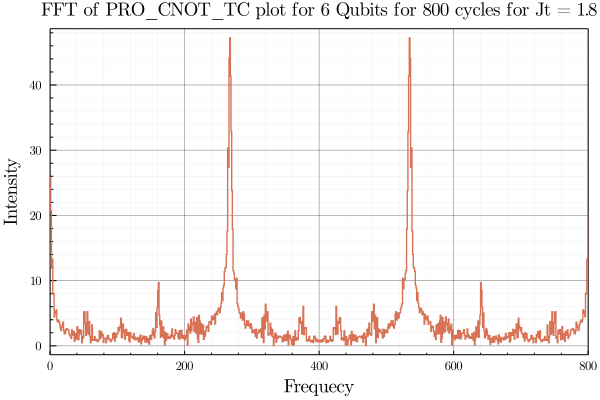 FFT of PRO_CNOT_TC plot for 6 Qubits for 800 cycles for Jt = 1.8
40
30
Intensity
20
10
0
0 200 400 600 800
Frequecy